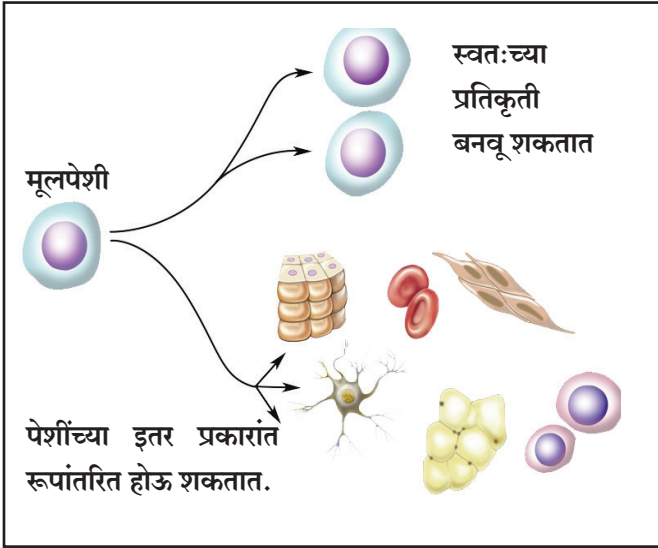 स्वतःच्या
प्रतिकृती
बनवू शकतात
मूलपेशी
पेशींच्या इतर प्रकारांत
रूपांतरित होऊ शकतात.